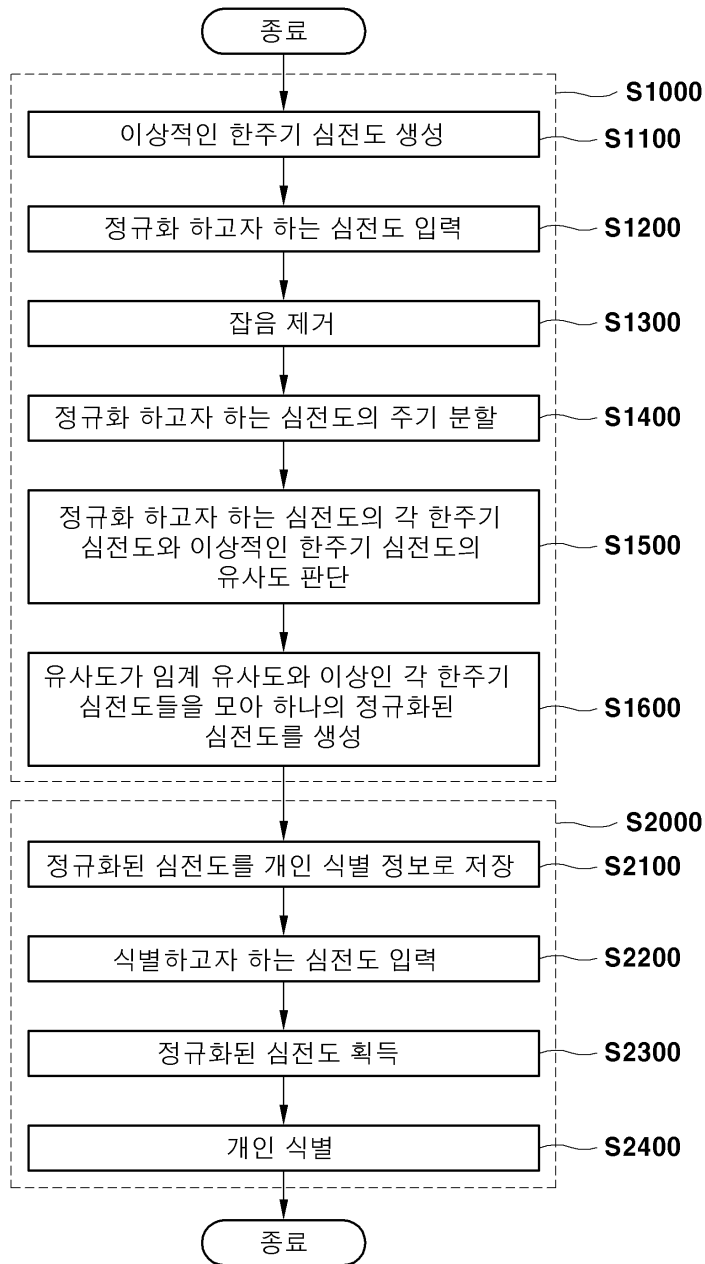 종료
S1000
이상적인 한주기 심전도 생성
S1100
정규화 하고자 하는 심전도 입력
S1200
잡음 제거
S1300
정규화 하고자 하는 심전도의 주기 분할
S1400
정규화 하고자 하는 심전도의 각 한주기
심전도와 이상적인 한주기 심전도의
유사도 판단
S1500
유사도가 임계 유사도와 이상인 각 한주기
심전도들을 모아 하나의 정규화된
심전도를 생성
S1600
S2000
정규화된 심전도를 개인 식별 정보로 저장
S2100
식별하고자 하는 심전도 입력
S2200
정규화된 심전도 획득
S2300
개인 식별
S2400
종료